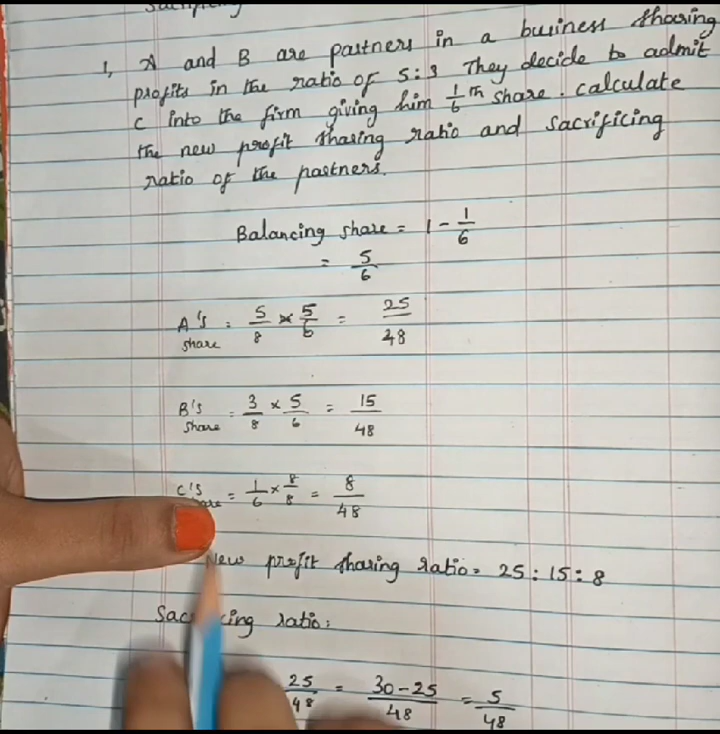 1, A and B are partners in a business sharing
profits in the ratio of 5:3 They decide to admit
C into the firm giving him 1/6 th share. calculate
the new profit sharing ratio and sacrificing
ratio of the partners.
Balancing share = 1 - 1/6
= 5/6
A's share = 5/8 × 5/6 = 25/48
B's share = 3/8 × 5/6 = 15/48
C's = 1/6 × 8/8 = 8/48
New profit sharing ratio = 25 : 15 : 8
ratio:
25/48 = 30-25/48 = 5/48